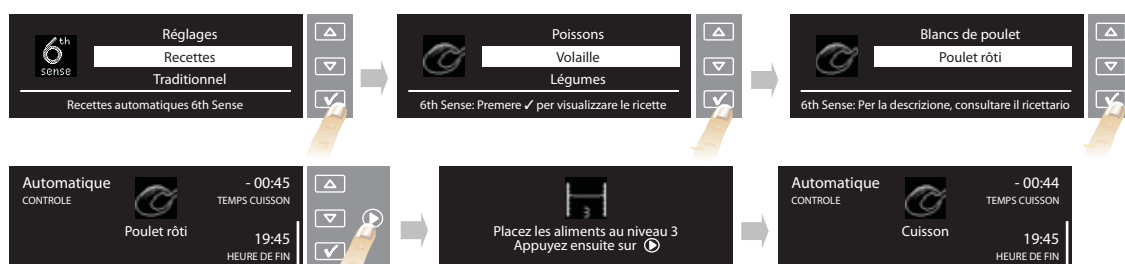 6th sense
Réglages
Recettes
Traditionnel
Recettes automatiques 6th Sense
Poissons
Volaille
Légumes
6th Sense: Premere ✓ per visualizzare le ricette
Blancs de poulet
Poulet rôti
6th Sense: Per la descrizione, consultare il ricettario
Automatique
CONTROLE
Poulet rôti
- 00:45
TEMPS CUISSON
19:45
HEURE DE FIN
3
Placez les aliments au niveau 3
Appuyez ensuite sur
Automatique
CONTROLE
Cuisson
- 00:44
TEMPS CUISSON
19:45
HEURE DE FIN